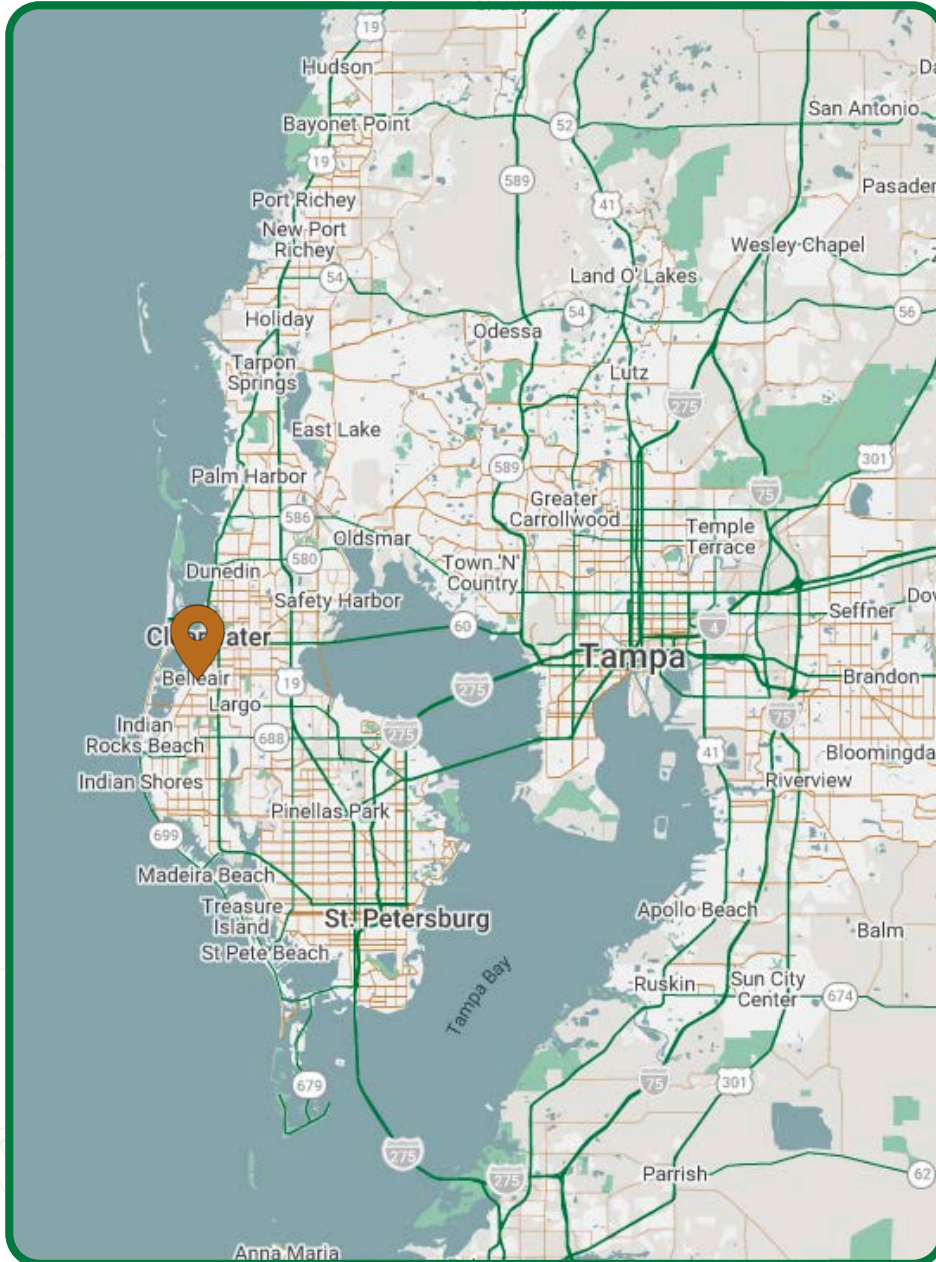 19
Hudson
San Antonio
Bayonet Point
52
19
589
Port Richey
41
New Port
Richey
Wesley Chapel
54
Land O' Lakes
54
56
Holiday
Odessa
Tarpon
Springs
Lutz
275
East Lake
301
589
Palm Harbor
75
Greater
Carrollwood
586
Temple
Terrace
Oldsmar
580
Town 'N'
Country
Dunedin
Safety Harbor
Seffner
60
4
Tampa
Belleair
Brandon
19
275
Largo
75
Indian
Rocks Beach
688
275
41
Bloomingda
Indian Shores
Riverview
Pinellas Park
699
Madeira Beach
Treasure
Island
St. Petersburg
Apollo Beach
Balm
St Pete Beach
Tampa Bay
Ruskin
Sun City
Center
674
679
75
301
275
275
Parrish
62
Anna Maria